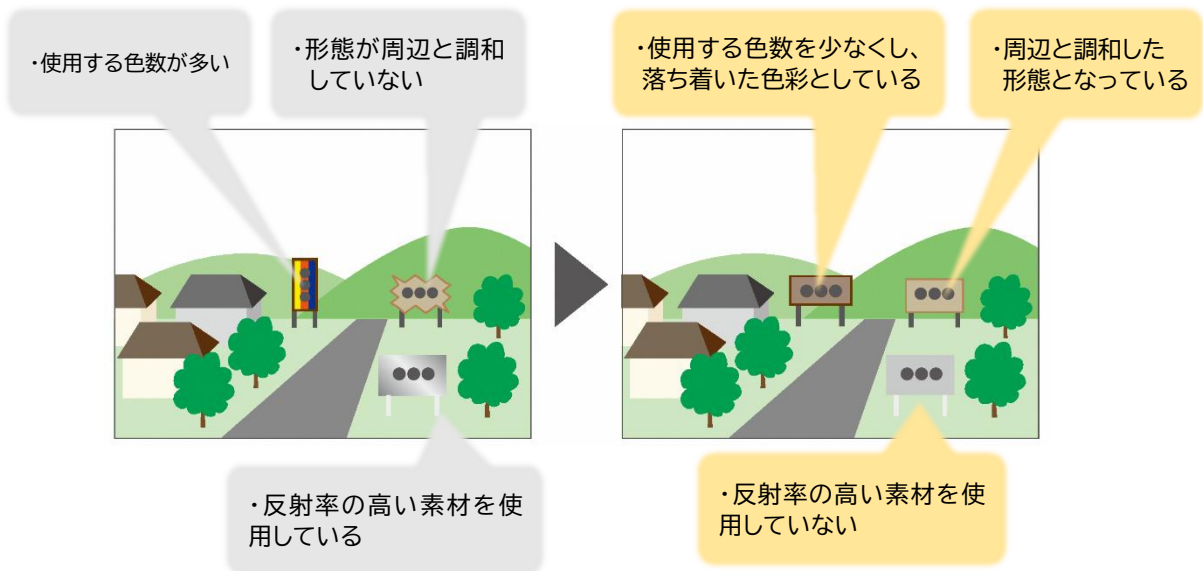 ・使用する色数が多い
・形態が周辺と調和
していない
・使用する色数を少なくし、
落ち着いた色彩としている
・周辺と調和した
形態となっている
・反射率の高い素材を使
用している
・反射率の高い素材を使
用していない